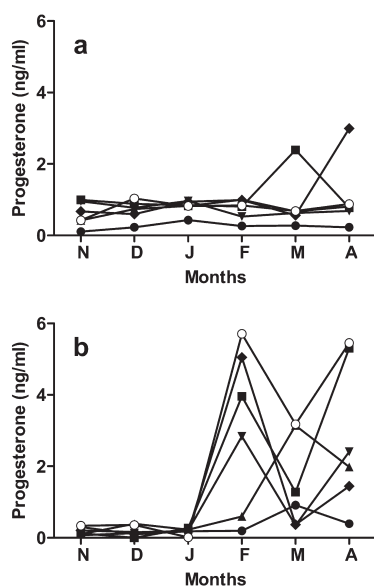 a
Progesterone (ng/ml)
6
4
2
0
N D J F M A
Months
b
Progesterone (ng/ml)
6
4
2
0
N D J F M A
Months